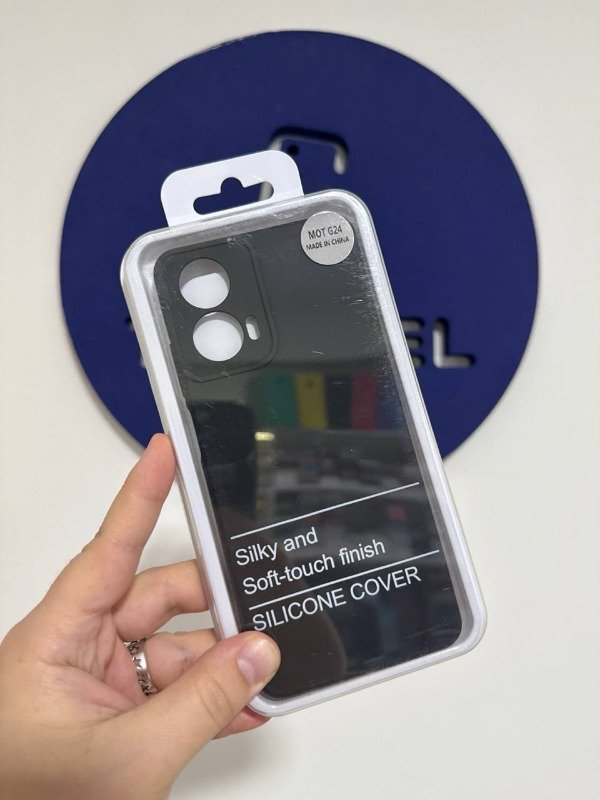 MOT G24
MADE IN CHINA
Silky and
Soft-touch finish
SILICONE COVER